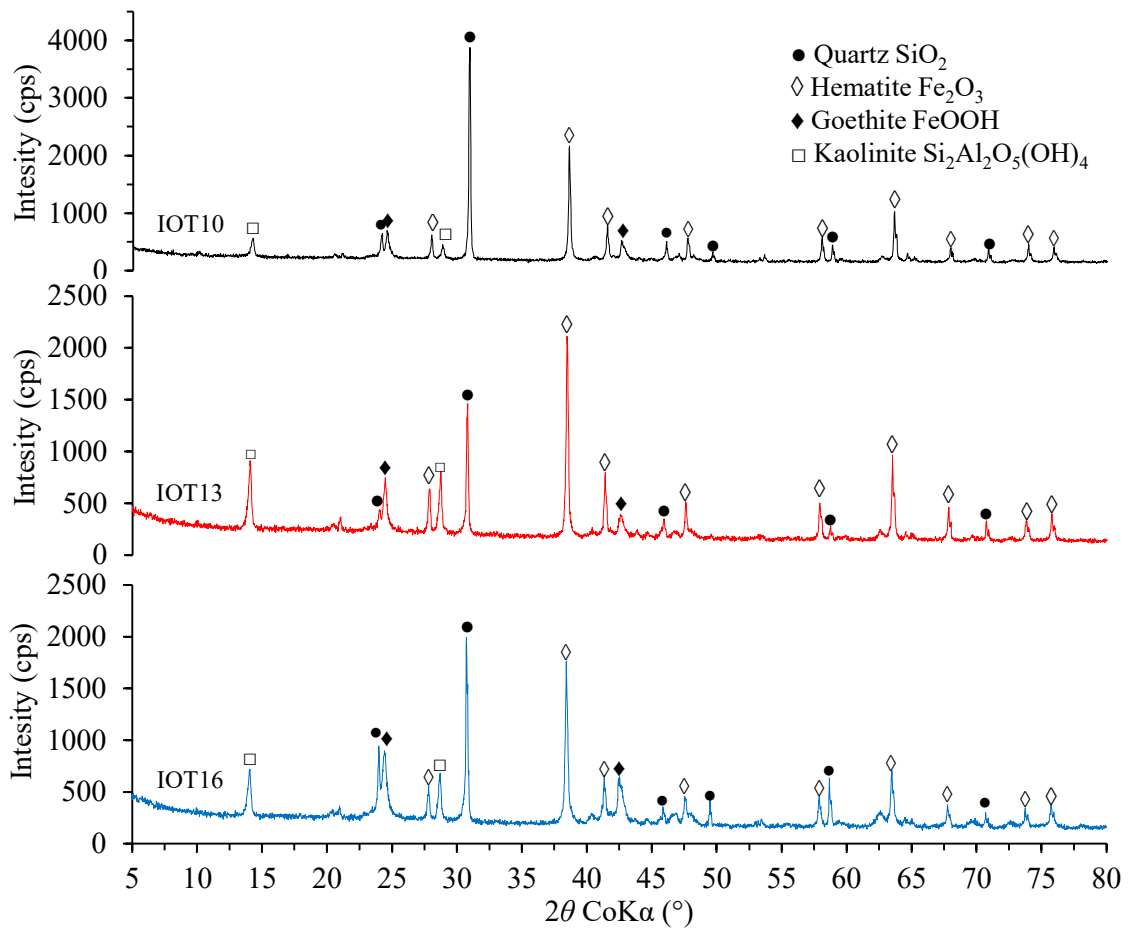 4000
3000
2000
1000
0
Intesity (cps)
IOT10
● Quartz SiO₂
◊ Hematite Fe₂O₃
♦ Goethite FeOOH
□ Kaolinite Si₂Al₂O₅(OH)₄
2500
2000
1500
1000
500
0
Intesity (cps)
IOT13
2500
2000
1500
1000
500
0
Intesity (cps)
IOT16
5 10 15 20 25 30 35 40 45 50 55 60 65 70 75 80
2θ CoKα (°)